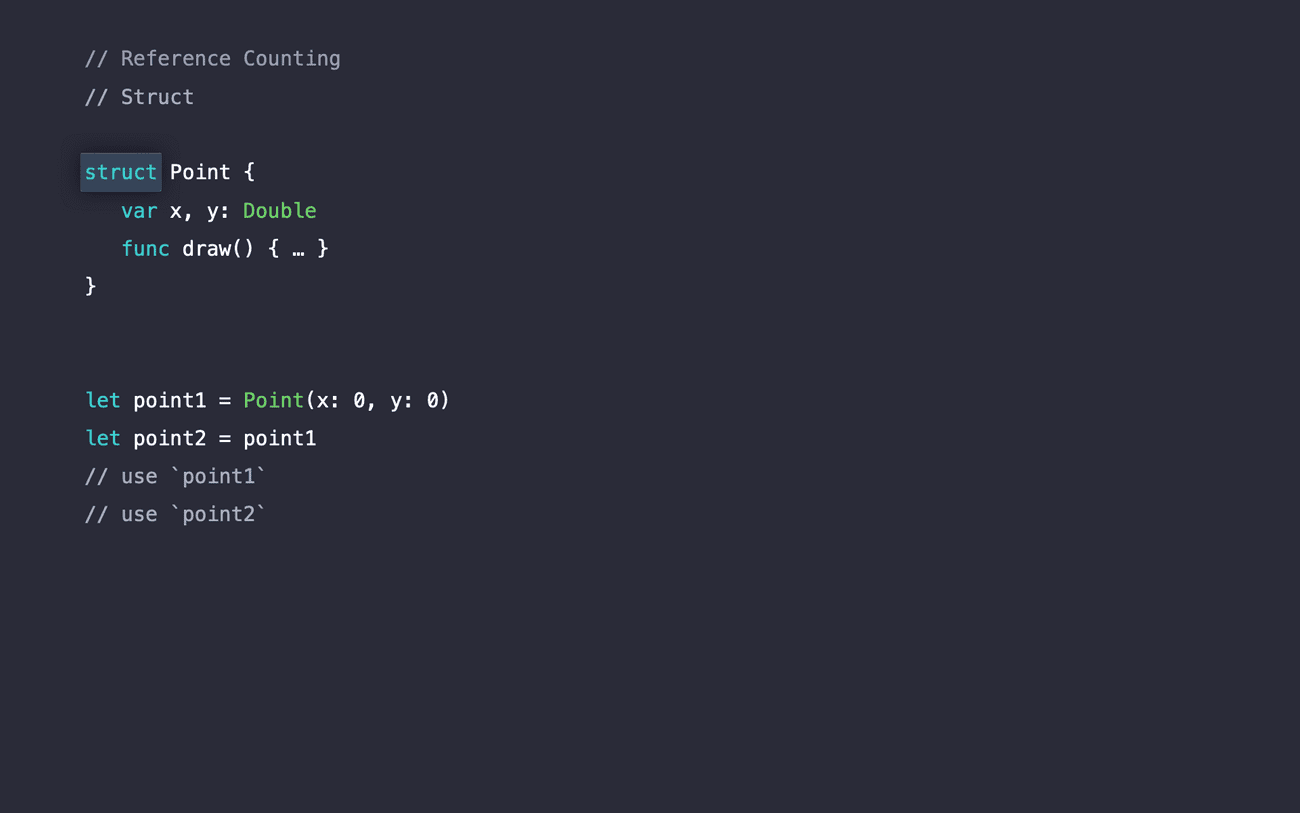 // Reference Counting
// Struct
struct Point {
var x, y: Double
func draw() { … }
}
let point1 = Point(x: 0, y: 0)
let point2 = point1
// use `point1`
// use `point2`